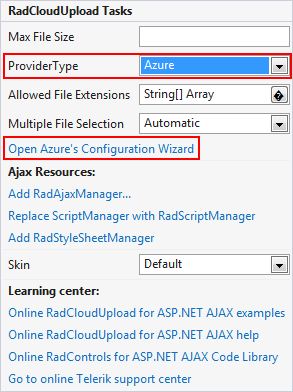 RadCloudUpload Tasks
Max File Size
ProviderType Azure
Allowed File Extensions String[] Array
Multiple File Selection Automatic
Open Azure's Configuration Wizard
Ajax Resources:
Add RadAjaxManager...
Replace ScriptManager with RadScriptManager
Add RadStyleSheetManager
Skin Default
Learning center:
Online RadCloudUpload for ASP.NET AJAX examples
Online RadCloudUpload for ASP.NET AJAX help
Online RadControls for ASP.NET AJAX Code Library
Go to online Telerik support center